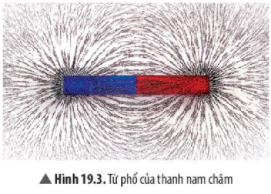 ▲ Hình 19.3. Từ phổ của thanh nam châm